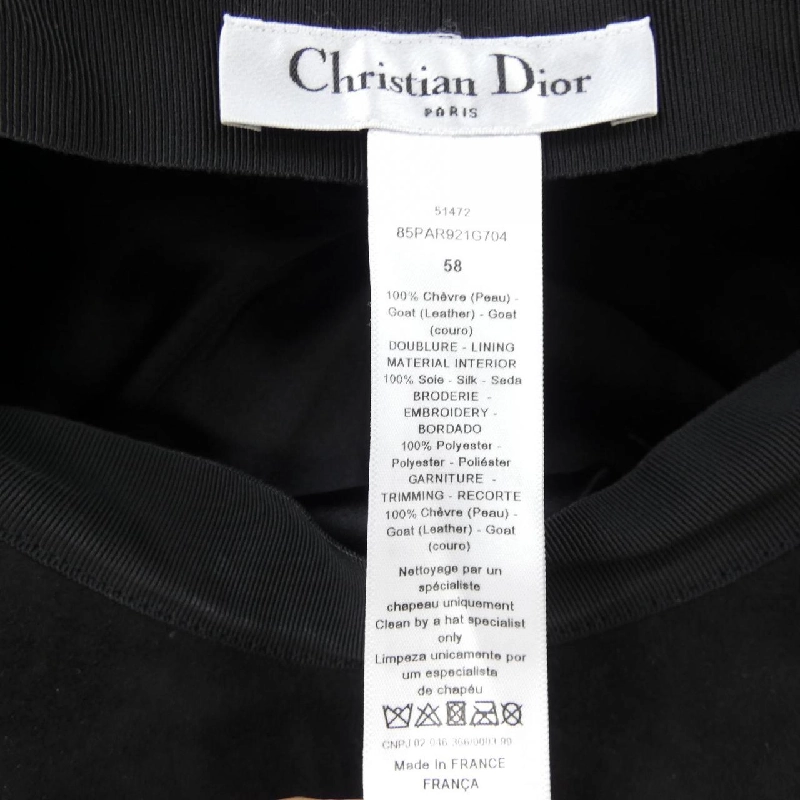 Christian Dior
PARIS
51472
85PAR921G704
58
100% Chèvre (Peau) -
Goat (Leather) - Goat
(couro)
DOUBLURE - LINING
MATERIAL INTERIOR
100% Soie - Silk - Seda
BRODERIE -
EMBROIDERY -
BORDADO
100% Polyester -
Polyester - Poliéster
GARNITURE -
TRIMMING - RECORTE
100% Chèvre (Peau) -
Goat (Leather) - Goat
(couro)
Nettoyage par un
spécialiste
chapeau uniquement
Clean by a hat specialist
only
Limpeza unicamente por
um especialista
de chapéu
CNPJ 02
Made In FRANCE
FRANÇA